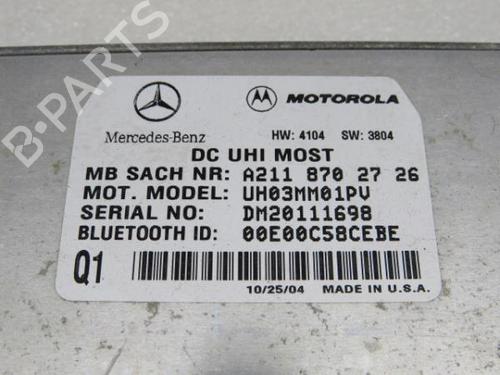 Mercedes-Benz
MOTOROLA
HW: 4104 SW: 3804
DC UHI MOST
MB SACH NR: A211 870 27 26
MOT. MODEL: UH03MM01PV
SERIAL NO: DM20111698
BLUETOOTH ID: 00E00C58CEBE
Q1
10/25/04 MADE IN U.S.A.
B-PARTS